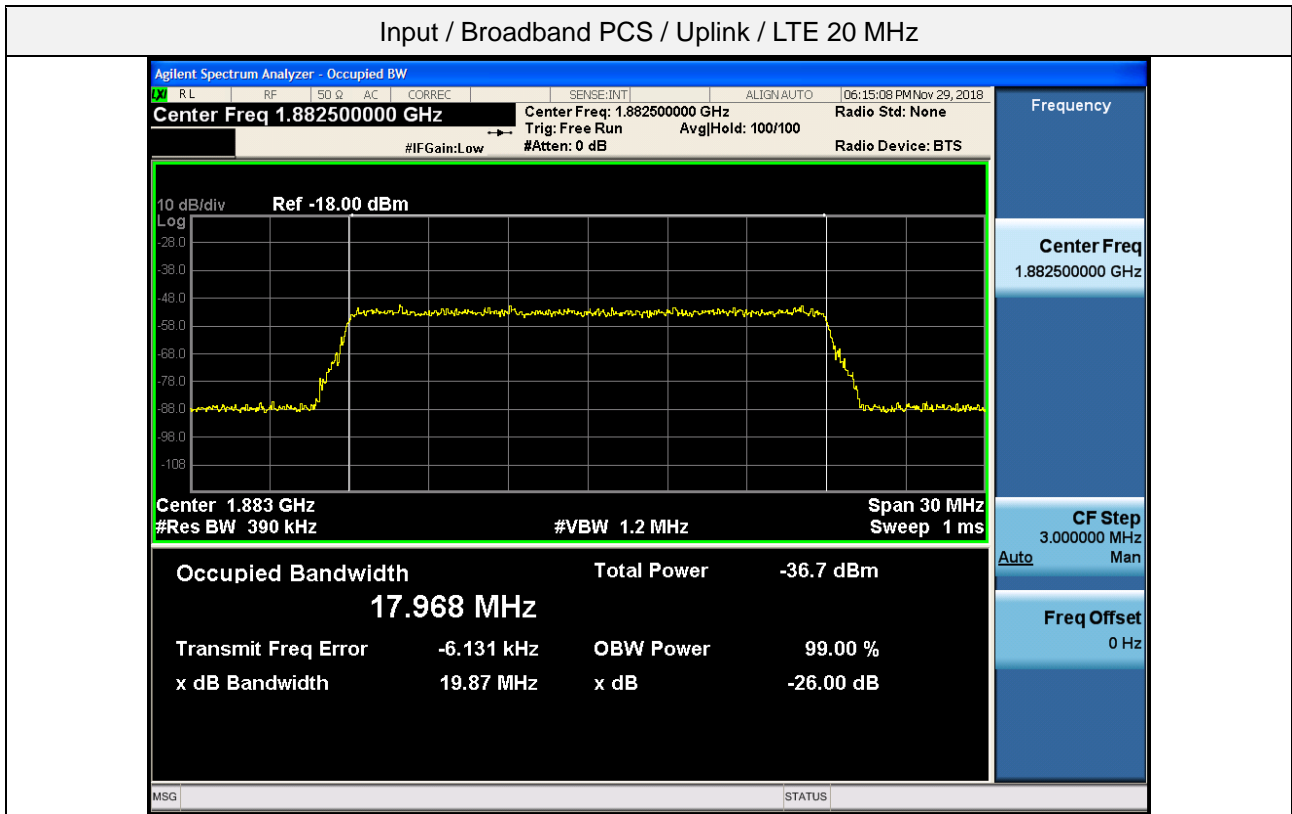 Input / Broadband PCS / Uplink / LTE 20 MHz
Agilent Spectrum Analyzer - Occupied BW
LXI RL RF 50 Ω AC CORREC SENSE:INT ALIGN AUTO 06:15:08 PM Nov 29, 2018
Center Freq 1.882500000 GHz
Center Freq: 1.882500000 GHz
Radio Std: None
Trig: Free Run Avg|Hold: 100/100
#IFGain:Low
#Atten: 0 dB
Radio Device: BTS
10 dB/div Ref -18.00 dBm
Log
-28.0
-38.0
-48.0
-58.0
-68.0
-78.0
-88.0
-98.0
-108
Center 1.883 GHz Span 30 MHz
#Res BW 390 kHz #VBW 1.2 MHz Sweep 1 ms
Occupied Bandwidth Total Power -36.7 dBm
17.968 MHz
Transmit Freq Error -6.131 kHz OBW Power 99.00 %
x dB Bandwidth 19.87 MHz x dB -26.00 dB
Frequency
Center Freq
1.882500000 GHz
CF Step
3.000000 MHz
Auto Man
Freq Offset
0 Hz
MSG STATUS